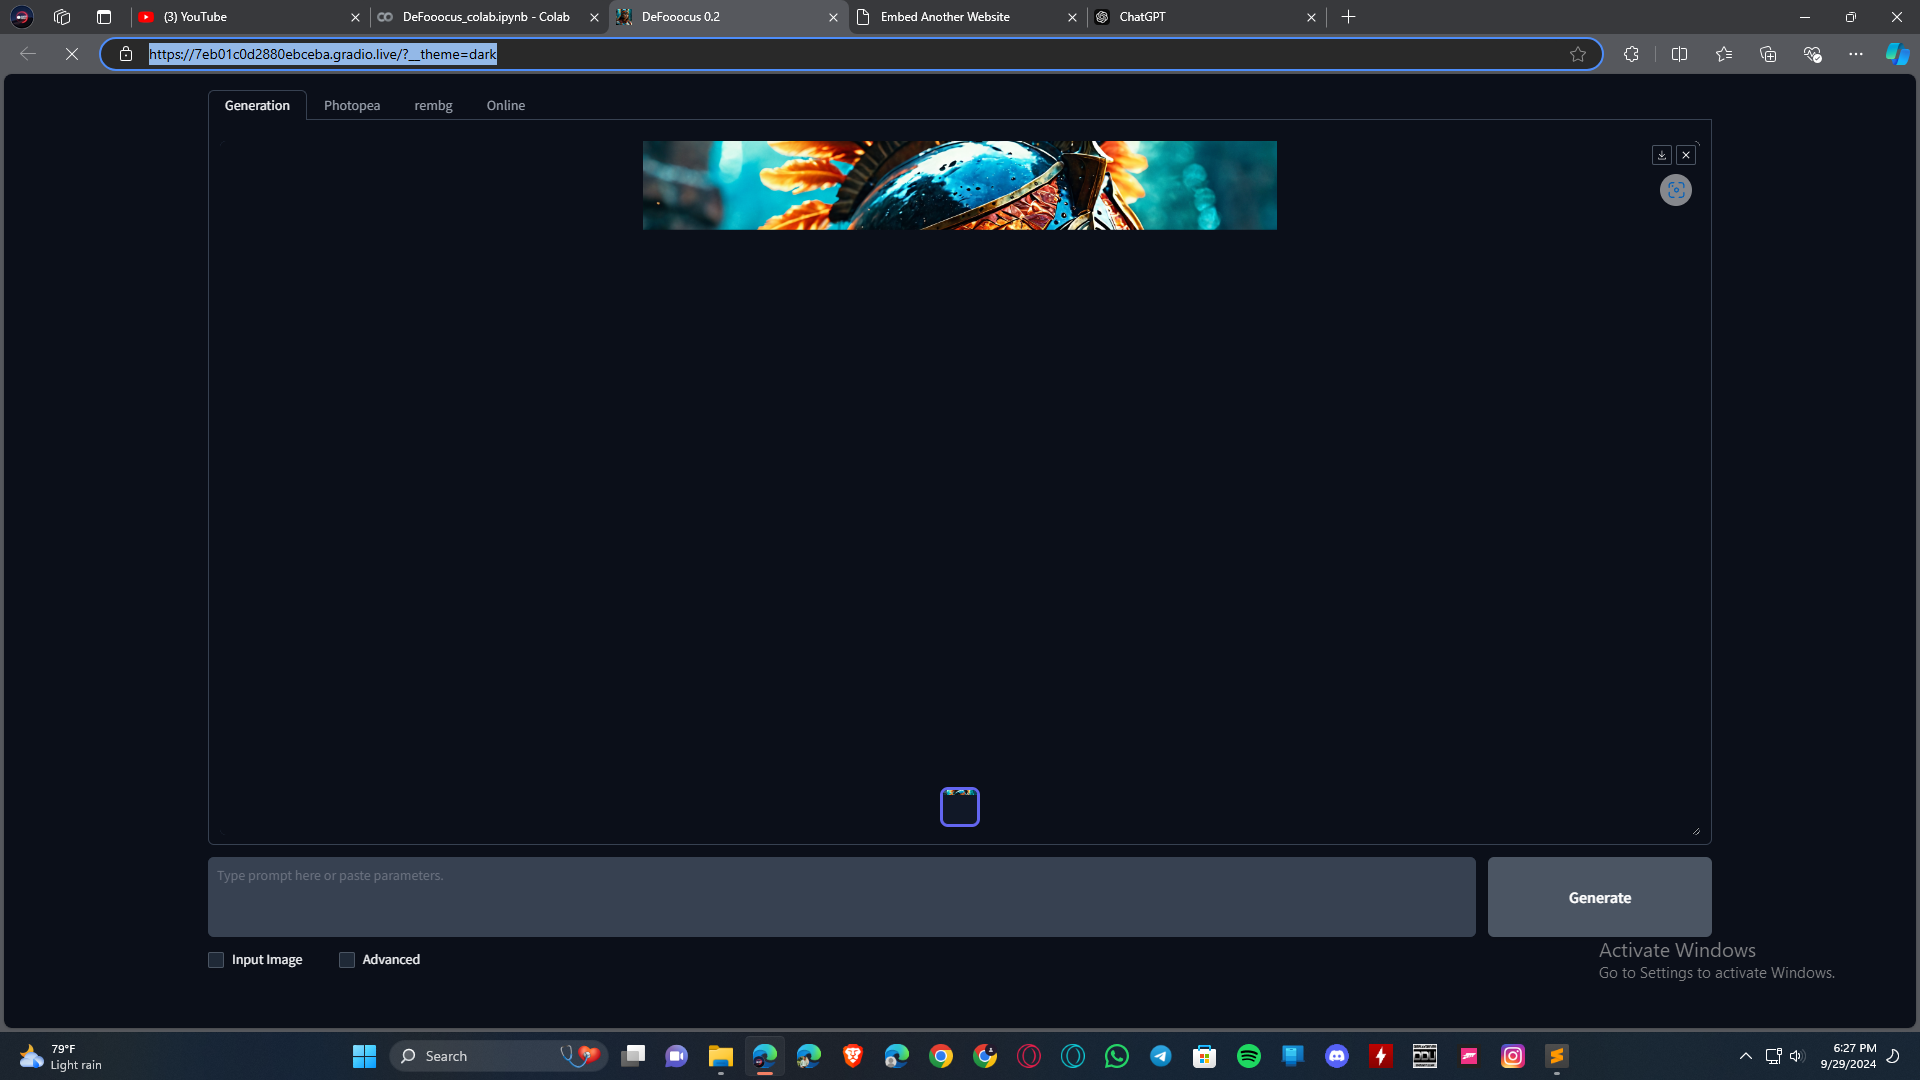 (3) YouTube
DeFooocus_colab.ipynb - Colab
DeFooocus 0.2
Embed Another Website
ChatGPT
https://7eb01c0d2880ebceba.gradio.live/?__theme=dark
Generation
Photopea
rembg
Online
Type prompt here or paste parameters.
Generate
Input Image
Advanced
Activate Windows
Go to Settings to activate Windows.
79°F
Light rain
Search
DDU
6:27 PM
9/29/2024